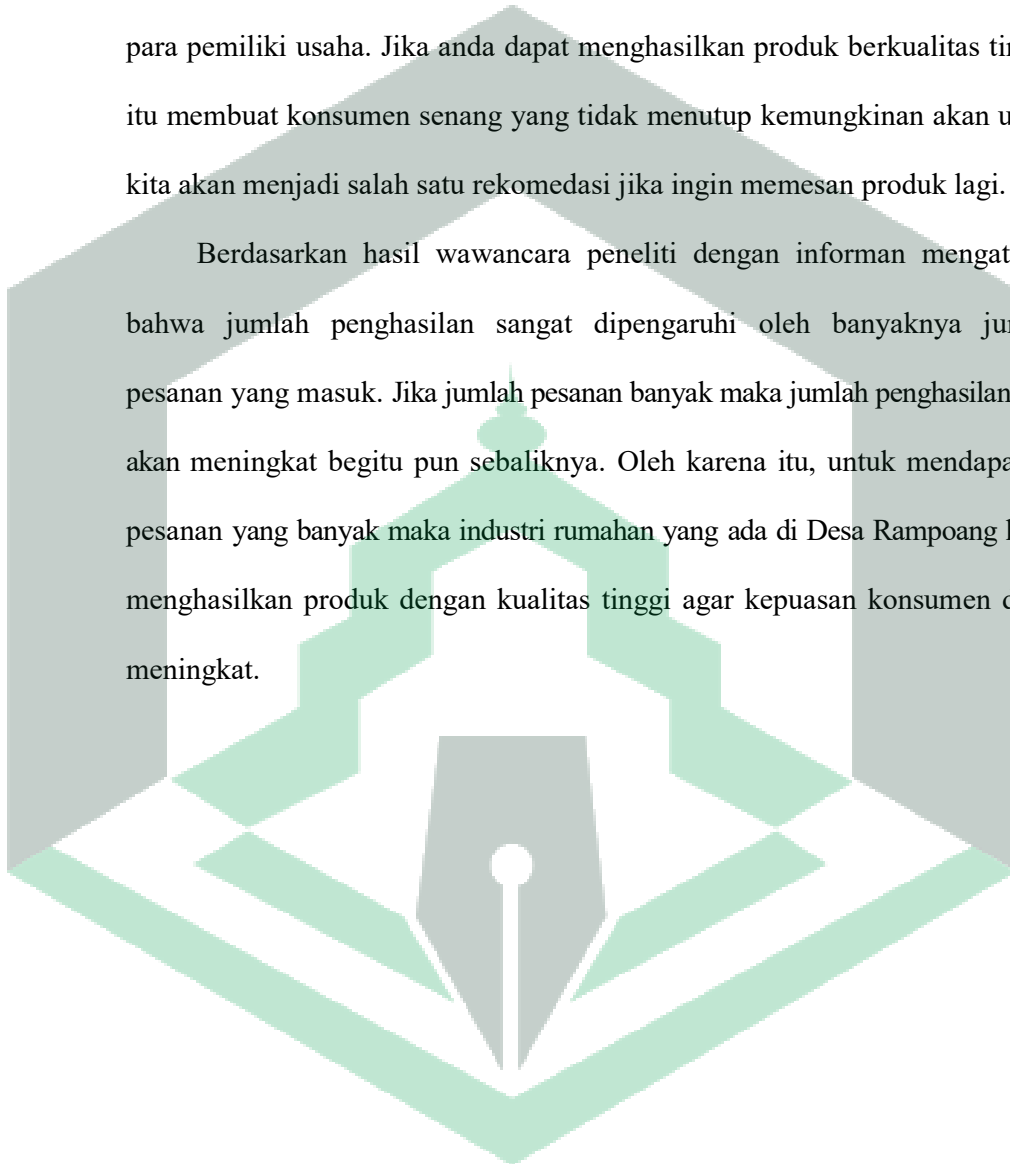 para pemiliki usaha. Jika anda dapat menghasilkan produk berkualitas
itu membuat konsumen senang yang tidak menutup kemungkinan akan
kita akan menjadi salah satu rekomedasi jika ingin memesan produk lagi.
Berdasarkan hasil wawancara peneliti dengan informan
bahwa jumlah penghasilan sangat dipengaruhi oleh banyaknya
pesanan yang masuk. Jika jumlah pesanan banyak maka jumlah penghasilan
akan meningkat begitu pun sebaliknya. Oleh karena itu, untuk
pesanan yang banyak maka industri rumahan yang ada di Desa Rampoang
menghasilkan produk dengan kualitas tinggi agar kepuasan konsumen
meningkat.